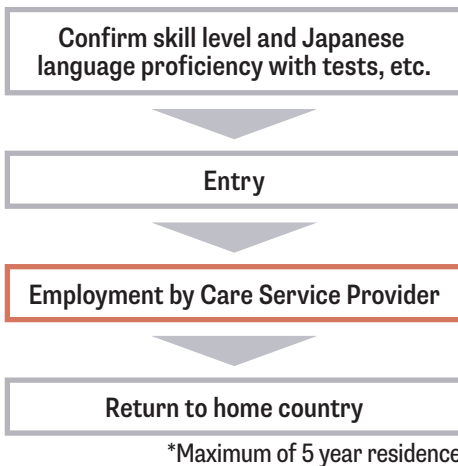 Confirm skill level and Japanese
language proficiency with tests, etc.
Entry
Employment by Care Service Provider
Return to home country
*Maximum of 5 year residence